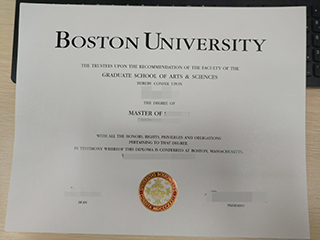 BOSTON UNIVERSITY
THE TRUSTEES UPON THE RECOMMENDATION OF THE FACULTY OF THE
GRADUATE SCHOOL OF ARTS & SCIENCES
HEREBY CONFER UPON
THE DEGREE OF
MASTER OF
WITH ALL THE HONORS, RIGHTS, PRIVILEGES AND OBLIGATIONS
PERTAINING TO THAT DEGREE.
IN TESTIMONY WHEREOF THIS DIPLOMA IS CONFERRED AT BOSTON, MASSACHUSETTS,